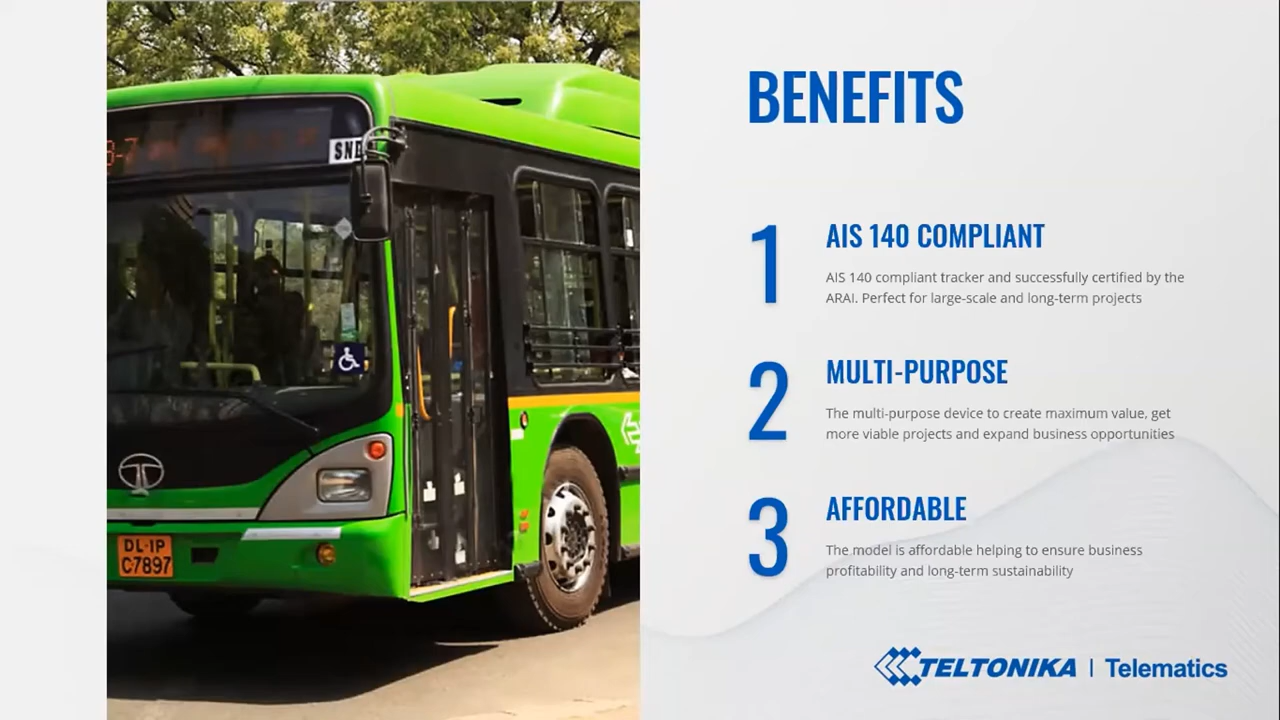 SND
DL·1P
C7897
BENEFITS
1
AIS 140 COMPLIANT
AIS 140 compliant tracker and successfully certified by the
ARAI. Perfect for large-scale and long-term projects
2
MULTI-PURPOSE
The multi-purpose device to create maximum value, get
more viable projects and expand business opportunities
3
AFFORDABLE
The model is affordable helping to ensure business
profitability and long-term sustainability
TELTONIKA | Telematics